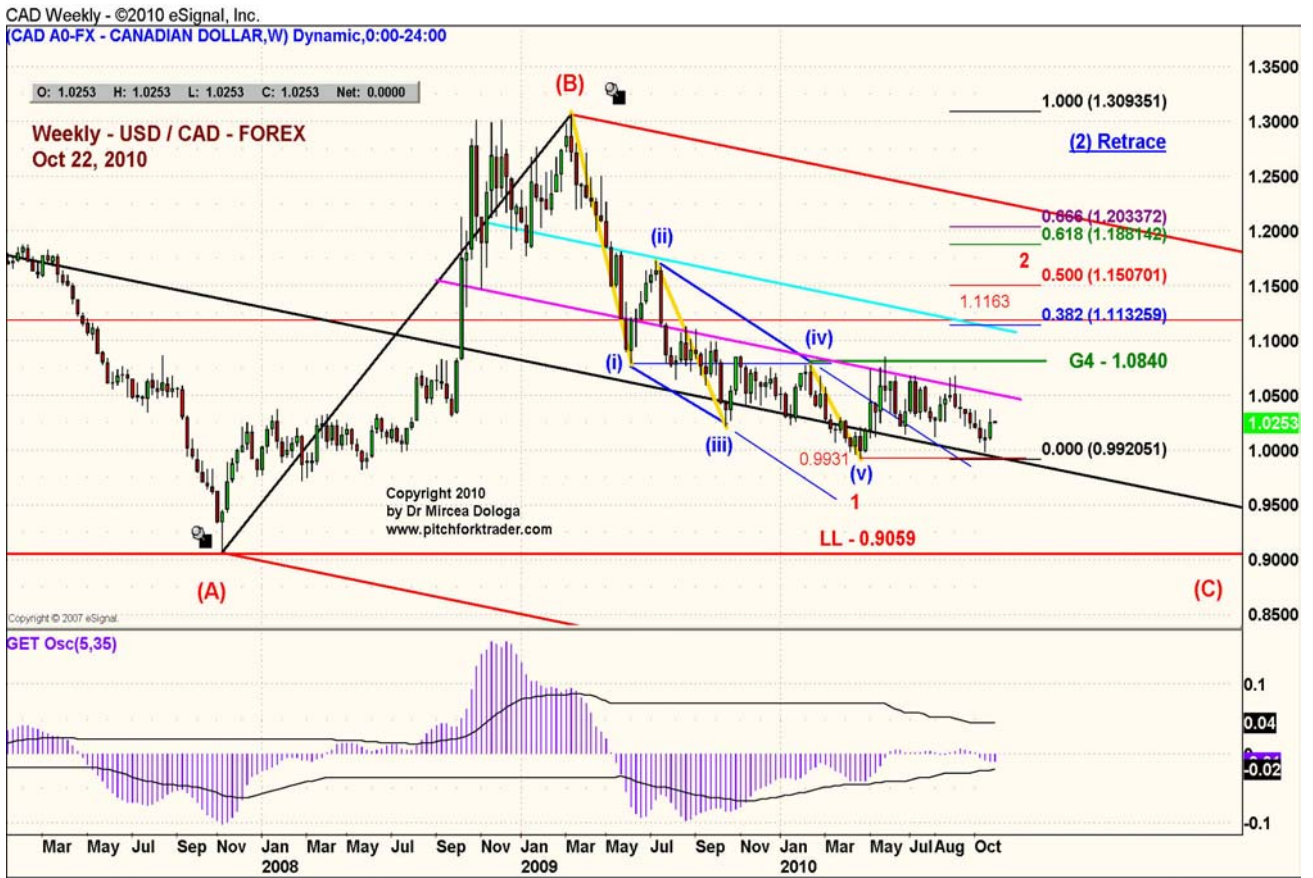 CAD Weekly - ©2010 eSignal, Inc.
(CAD A0-FX - CANADIAN DOLLAR,W) Dynamic,0:00-24:00
O: 1.0253 H: 1.0253 L: 1.0253 C: 1.0253 Net: 0.0000
Weekly - USD / CAD - FOREX
Oct 22, 2010
(B)
1.000 (1.309351)
(2) Retrace
0.666 (1.203372)
0.618 (1.188142)
2
0.500 (1.150701)
1.1163
0.382 (1.113259)
(ii)
(iv)
(i)
G4 - 1.0840
(iii)
0.9931
(v)
0.000 (0.992051)
1
Copyright 2010
by Dr Mircea Dologa
www.pitchforktrader.com
LL - 0.9059
(A)
(C)
Copyright © 2007 eSignal.
1.3500
1.3000
1.2500
1.2000
1.1500
1.1000
1.0500
1.0253
1.0000
0.9500
0.9000
0.8500
GET Osc(5,35)
0.1
0.04
0
-0.02
-0.1
Mar May Jul Sep Nov Jan Mar May Jul Sep Nov Jan Mar May Jul Sep Nov Jan Mar May Jul Aug Oct
2008 2009 2010